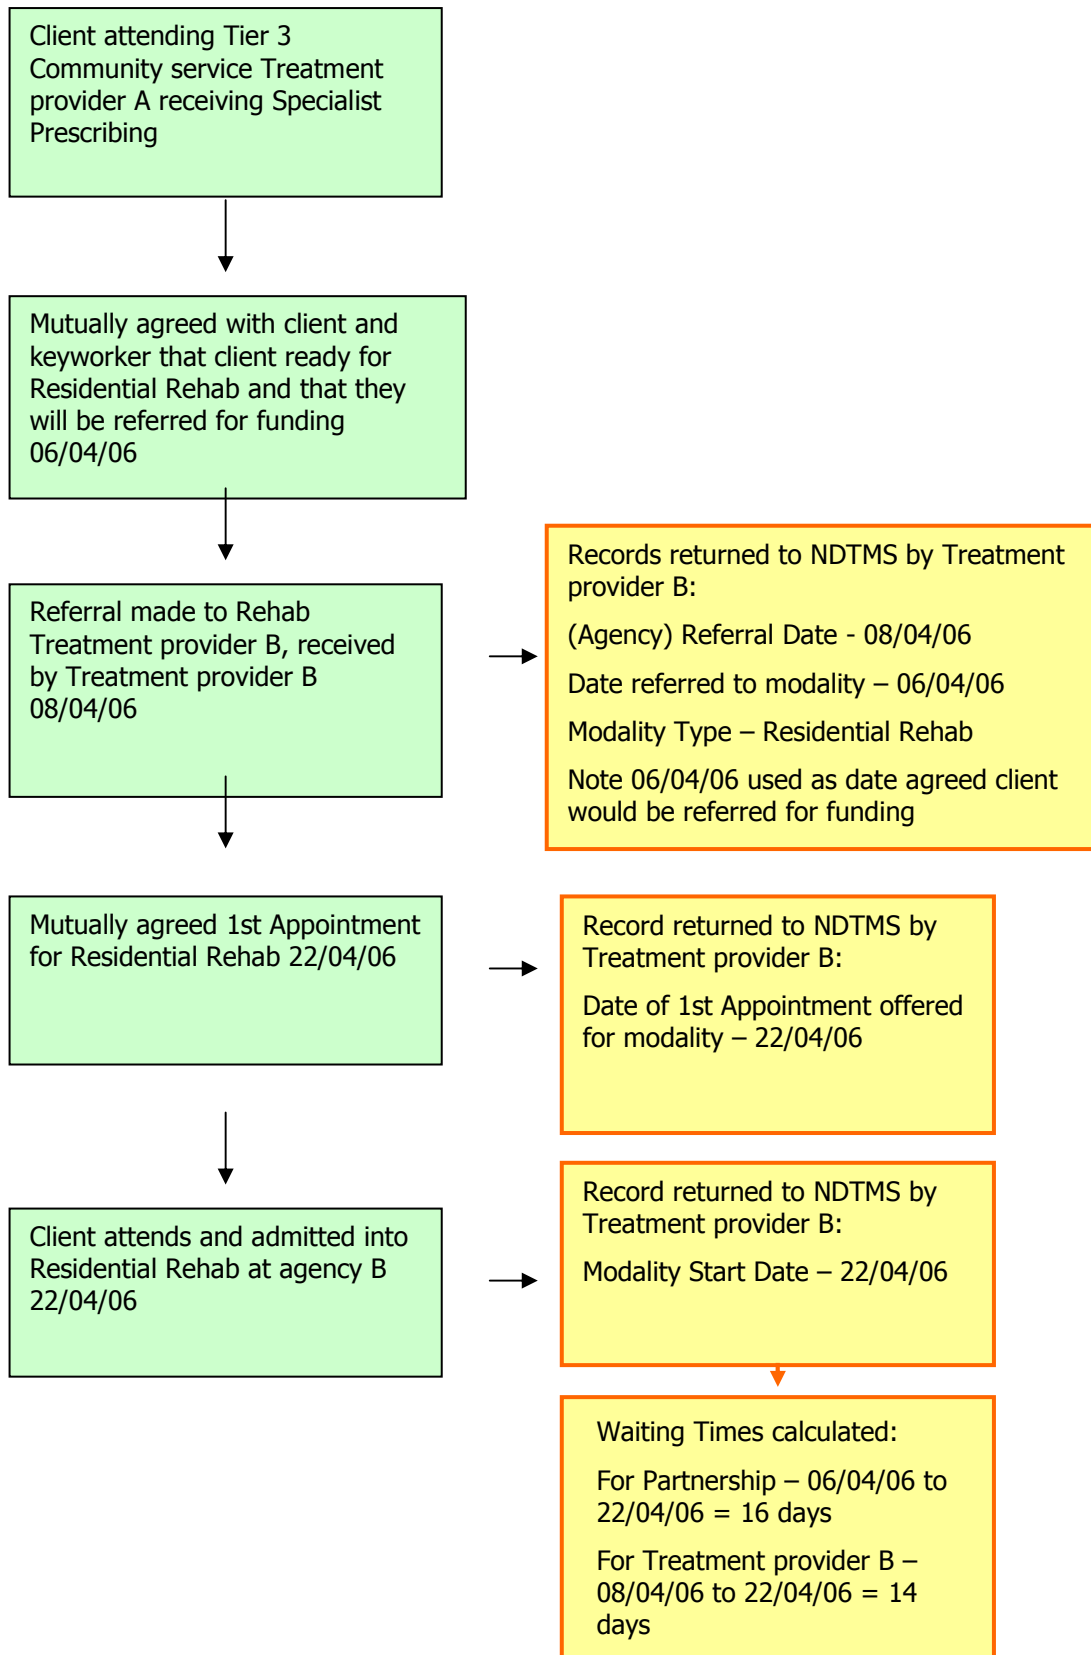 Client attending Tier 3
Community service Treatment
provider A receiving Specialist
Prescribing
Mutually agreed with client and
keyworker that client ready for
Residential Rehab and that they
will be referred for funding
06/04/06
Referral made to Rehab
Treatment provider B, received
by Treatment provider B
08/04/06
Records returned to NDTMS by Treatment
provider B:
(Agency) Referral Date - 08/04/06
Date referred to modality – 06/04/06
Modality Type – Residential Rehab
Note 06/04/06 used as date agreed client
would be referred for funding
Mutually agreed 1st Appointment
for Residential Rehab 22/04/06
Record returned to NDTMS by
Treatment provider B:
Date of 1st Appointment offered
for modality – 22/04/06
Client attends and admitted into
Residential Rehab at agency B
22/04/06
Record returned to NDTMS by
Treatment provider B:
Modality Start Date – 22/04/06
Waiting Times calculated:
For Partnership – 06/04/06 to
22/04/06 = 16 days
For Treatment provider B –
08/04/06 to 22/04/06 = 14
days